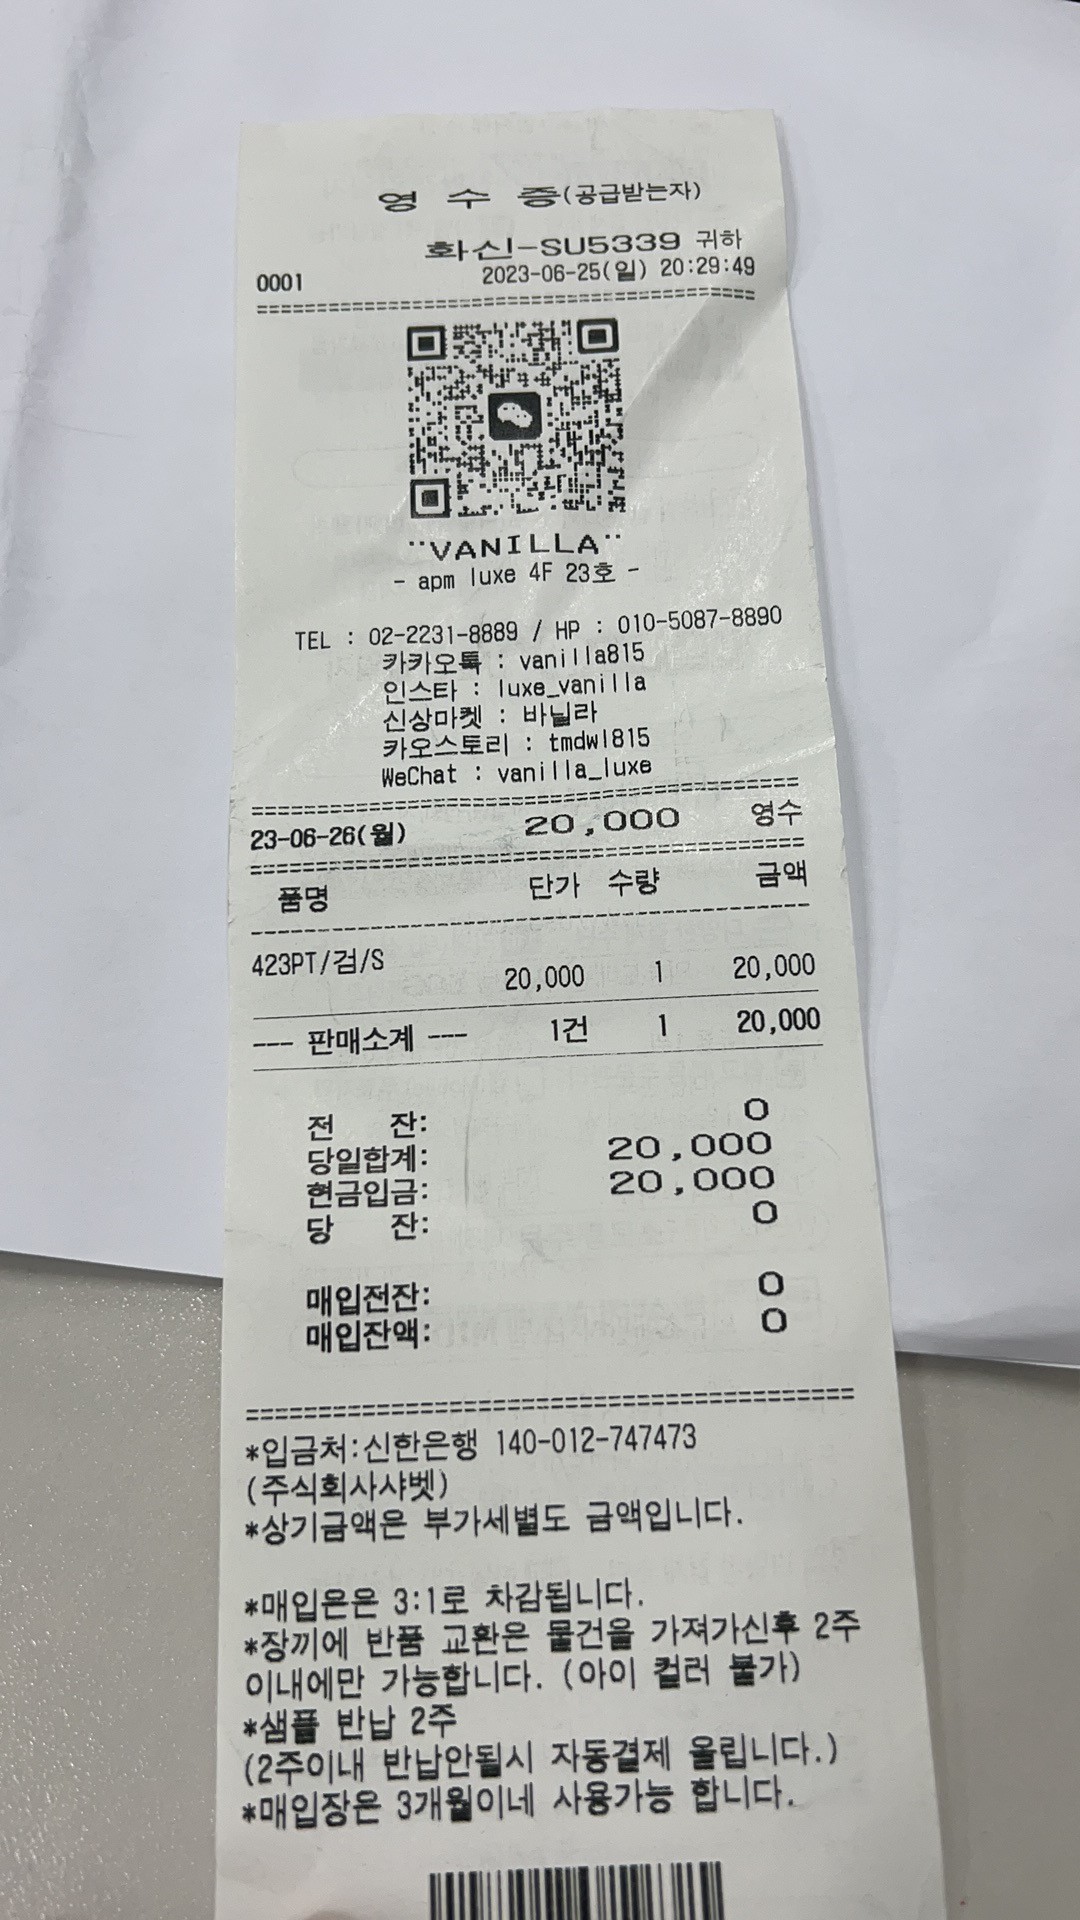 영 수 증(공급받는자)
화신-SU5339 귀하
0001 2023-06-25(일) 20:29:49
"VANILLA"
- apm luxe 4F 23호 -
TEL : 02-2231-8889 / HP : 010-5087-8890
카카오톡 : vanilla815
인스타 : luxe_vanilla
신상마켓 : 바닐라
카오스토리 : tmdwl815
WeChat : vanilla_luxe
23-06-26(월) 20,000 영수
품명 단가 수량 금액
423PT/검/S
20,000 1 20,000
--- 판매소계 --- 1건 1 20,000
전 잔: 0
당일합계: 20,000
현금입금: 20,000
당 잔: 0
매입전잔: 0
매입잔액: 0
*입금처:신한은행 140-012-747473
(주식회사샤벳)
*상기금액은 부가세별도 금액입니다.
*매입은은 3:1로 차감됩니다.
*장끼에 반품 교환은 물건을 가져가신후 2주
이내에만 가능합니다. (아이 컬러 불가)
*샘플 반납 2주
(2주이내 반납안될시 자동결제 올립니다.)
*매입장은 3개월이네 사용가능 합니다.